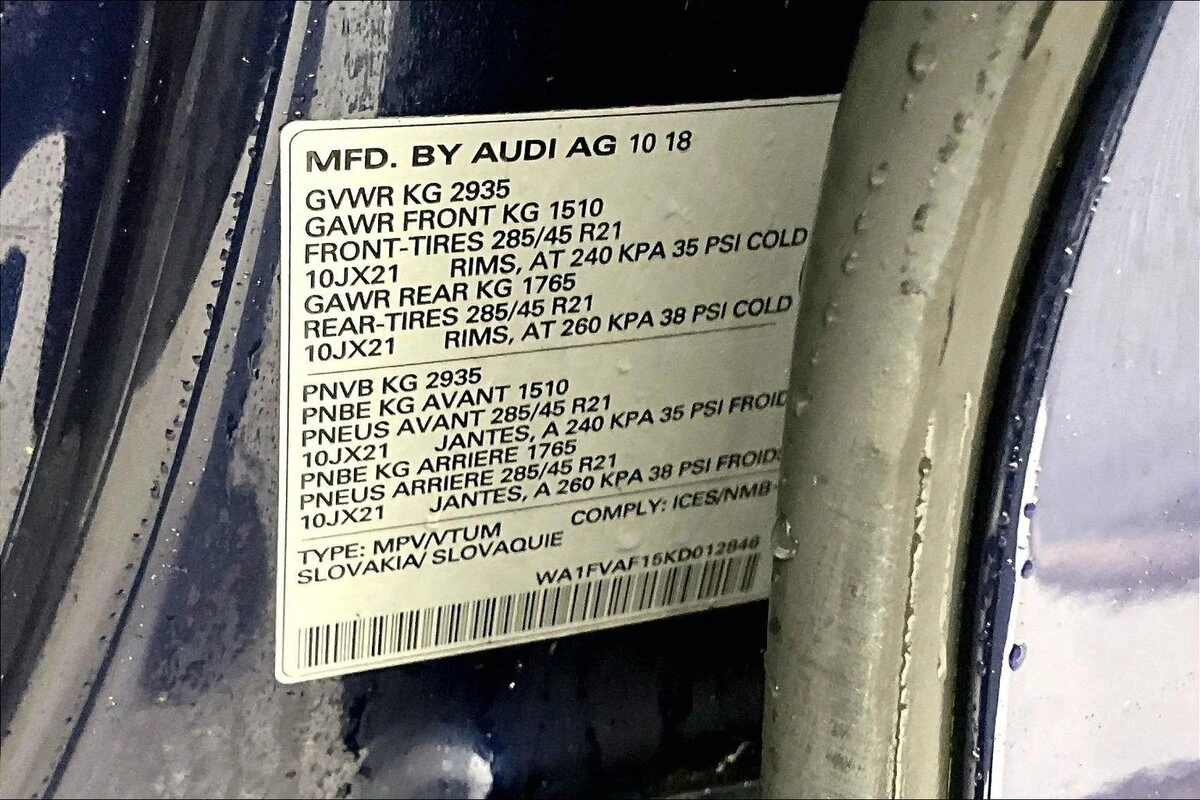 MFD. BY AUDI AG 10 18
GVWR KG 2935
GAWR FRONT KG 1510
FRONT-TIRES 285/45 R21
10JX21 RIMS, AT 240 KPA 35 PSI COLD
GAWR REAR KG 1765
REAR-TIRES 285/45 R21
10JX21 RIMS, AT 260 KPA 38 PSI COLD
PNVB KG 2935
PNBE KG AVANT 1510
PNEUS AVANT 285/45 R21
10JX21 JANTES, A 240 KPA 35 PSI FROID
PNBE KG ARRIERE 1765
PNEUS ARRIERE 285/45 R21
10JX21 JANTES, A 260 KPA 38 PSI FROID
TYPE: MPV/VTUM COMPLY: ICES/NMB-
SLOVAKIA/ SLOVAQUIE
WA1FVAF15KD012848